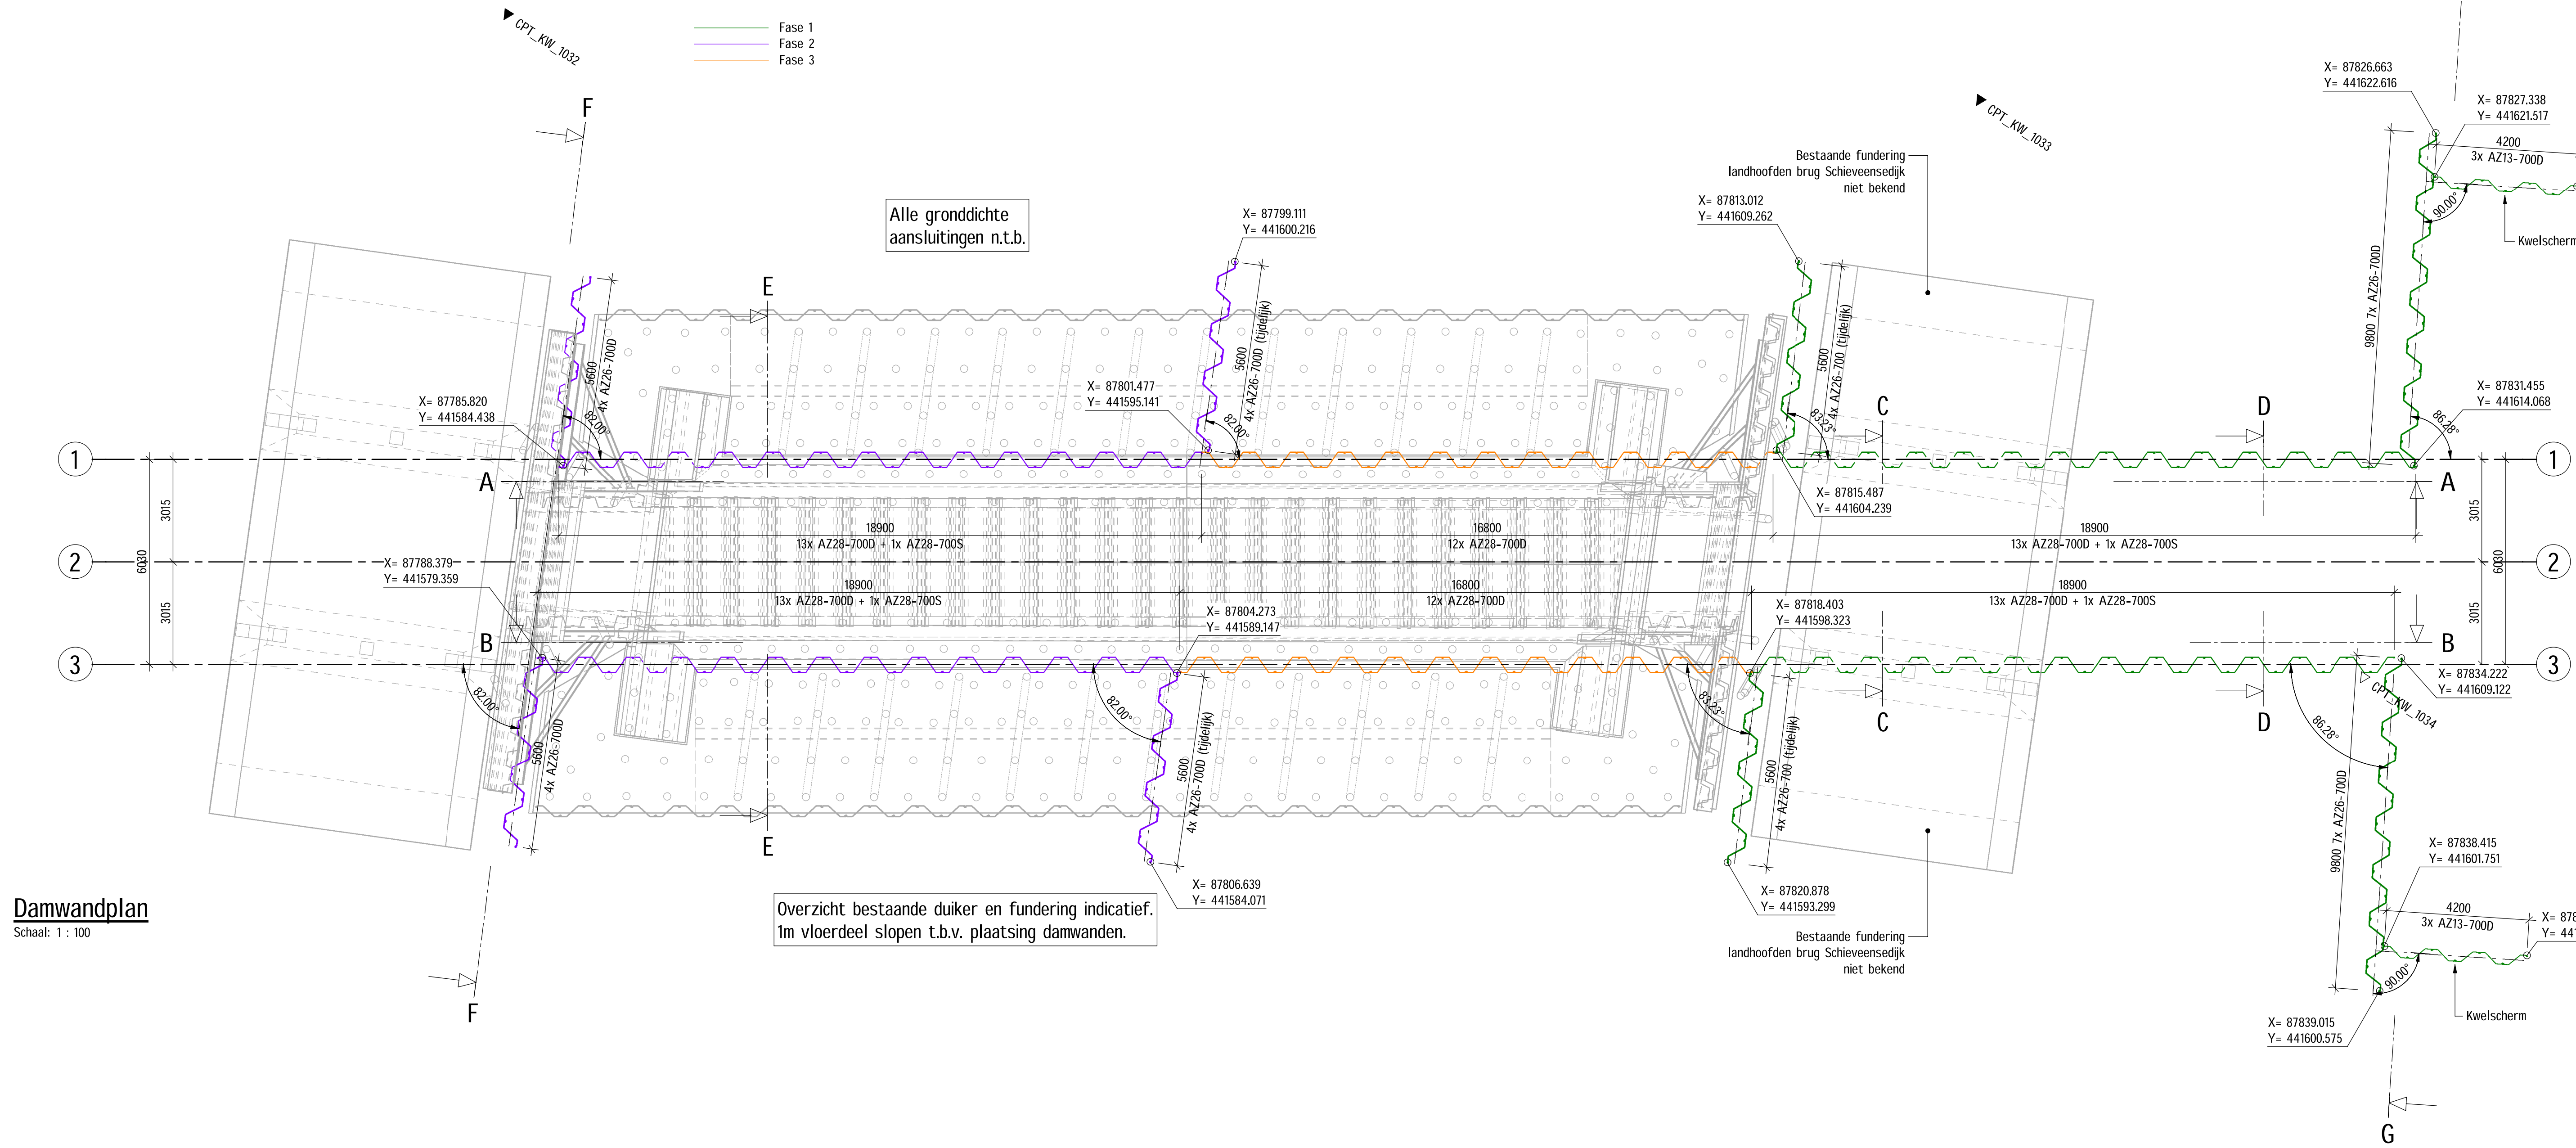 CPT_KW_1032
Fase 1
Fase 2
Fase 3
F
X= 87826.663
Y= 441622.616
X= 87827.338
Y= 441621.517
4200
3x AZ13-700D
CPT_KW_1033
Bestaande fundering
landhoofden brug Schieveensedijk
niet bekend
90.00°
Kwelscherm
Alle gronddichte
aansluitingen n.t.b.
X= 87799.111
Y= 441600.216
X= 87813.012
Y= 441609.262
9800 7x AZ26-700D
E
5600
4x AZ26-700D
5600
4x AZ26-700D (tijdelijk)
5600
4x AZ26-700 (tijdelijk)
X= 87785.820
Y= 441584.438
82.00°
X= 87801.477
Y= 441595.141
82.00°
83.23°
C
D
X= 87831.455
Y= 441614.068
86.28°
1
1
A
A
X= 87815.487
Y= 441604.239
3015
6030
3015
3015
6030
3015
18900
13x AZ28-700D + 1x AZ28-700S
16800
12x AZ28-700D
18900
13x AZ28-700D + 1x AZ28-700S
2
2
X= 87788.379
Y= 441579.359
18900
13x AZ28-700D + 1x AZ28-700S
16800
12x AZ28-700D
18900
13x AZ28-700D + 1x AZ28-700S
X= 87804.273
Y= 441589.147
X= 87818.403
Y= 441598.323
B
B
3
3
X= 87834.222
Y= 441609.122
CPT_KW_1034
82.00°
82.00°
83.23°
86.28°
C
D
5600
4x AZ26-700D
5600
4x AZ26-700D (tijdelijk)
5600
4x AZ26-700 (tijdelijk)
9800 7x AZ26-700D
E
X= 87838.415
Y= 441601.751
X= 87806.639
Y= 441584.071
X= 87820.878
Y= 441593.299
4200
3x AZ13-700D
X= 878
Y= 441
Damwandplan
Schaal: 1 : 100
Overzicht bestaande duiker en fundering indicatief.
1m vloerdeel slopen t.b.v. plaatsing damwanden.
Bestaande fundering
landhoofden brug Schieveensedijk
niet bekend
90.00°
Kwelscherm
F
X= 87839.015
Y= 441600.575
G